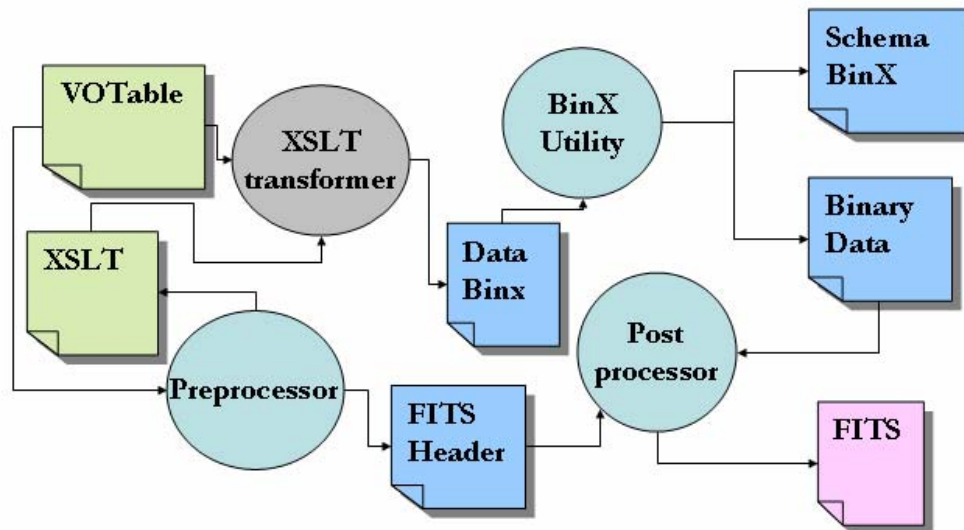 VOTable
XSLT
transformer
BinX
Utility
Schema
BinX
XSLT
Data
Binx
Binary
Data
Preprocessor
FITS
Header
Post
processor
FITS